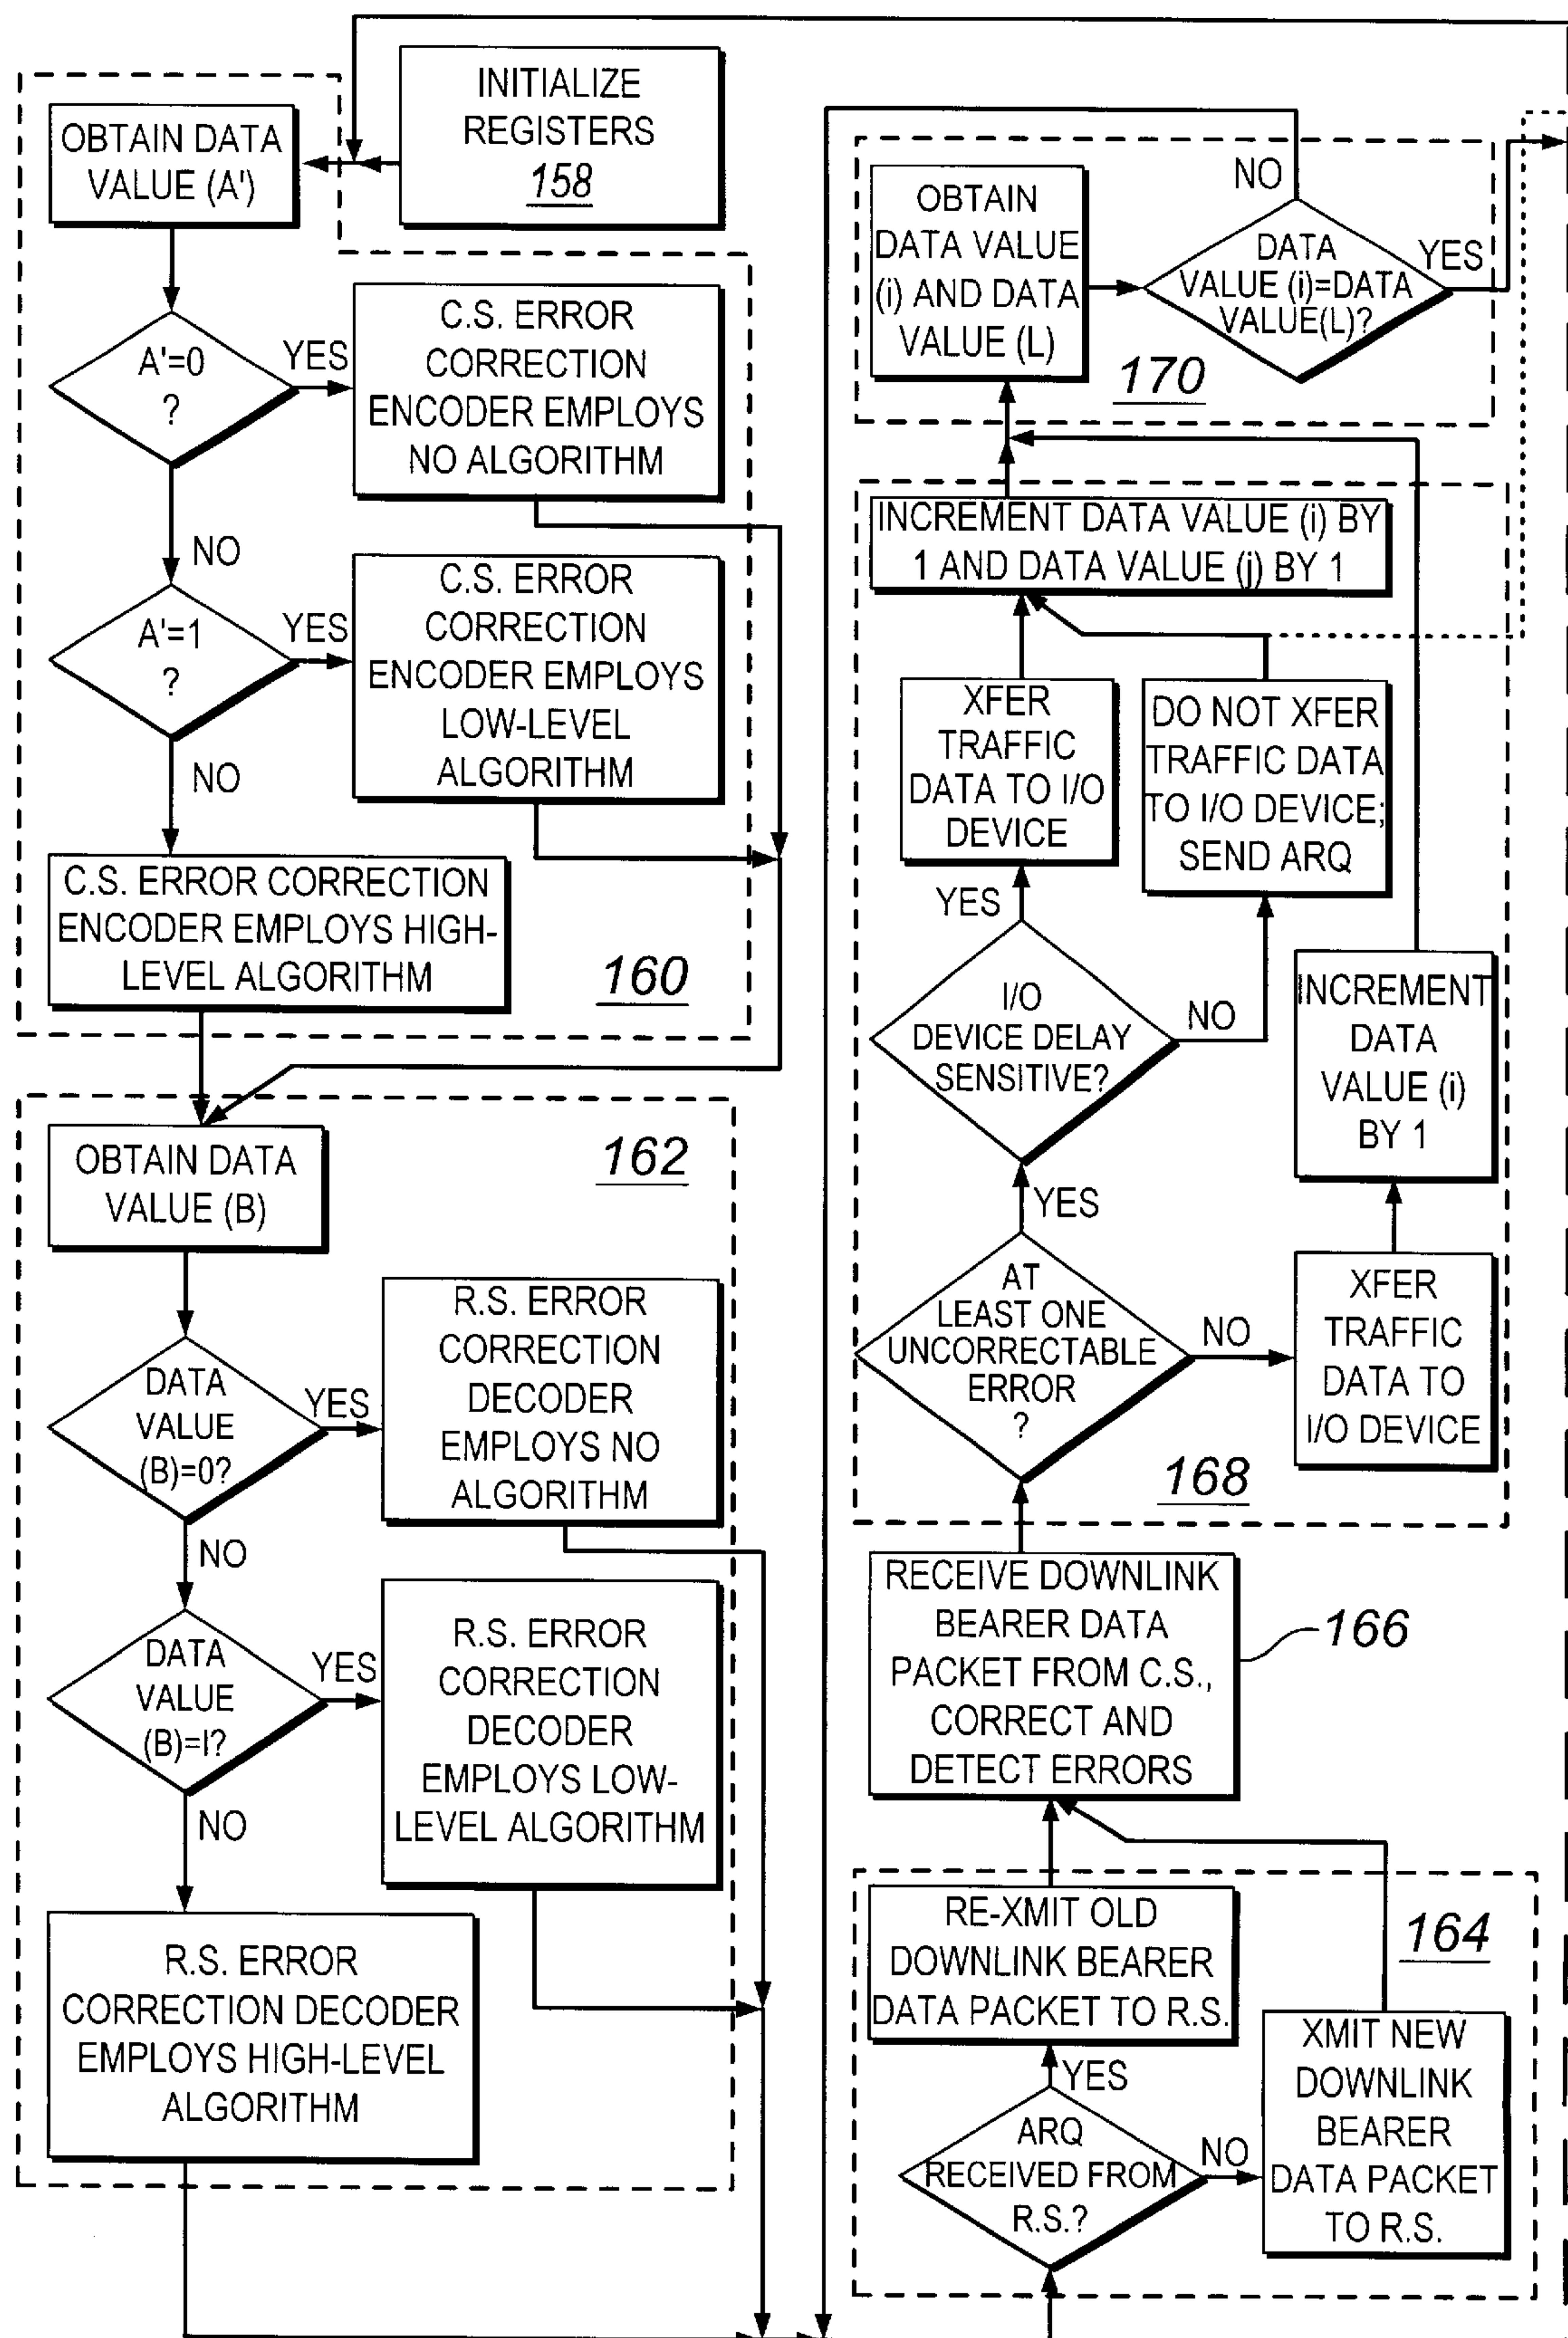 INITIALIZE
REGISTERS
158
OBTAIN DATA
VALUE (A')
A'=0
?
YES
C.S. ERROR
CORRECTION
ENCODER EMPLOYS
NO ALGORITHM
NO
A'=1
?
YES
C.S. ERROR
CORRECTION
ENCODER EMPLOYS
LOW-LEVEL
ALGORITHM
NO
C.S. ERROR CORRECTION
ENCODER EMPLOYS HIGH-
LEVEL ALGORITHM
160
162
OBTAIN DATA
VALUE (B)
DATA
VALUE
(B)=0?
YES
R.S. ERROR
CORRECTION
DECODER
EMPLOYS NO
ALGORITHM
NO
DATA
VALUE
(B)=I?
YES
R.S. ERROR
CORRECTION
DECODER
EMPLOYS LOW-
LEVEL ALGORITHM
NO
R.S. ERROR
CORRECTION DECODER
EMPLOYS HIGH-LEVEL
ALGORITHM
OBTAIN
DATA VALUE
(i) AND DATA
VALUE (L)
NO
DATA
VALUE (i)=DATA
VALUE(L)?
YES
170
INCREMENT DATA VALUE (i) BY
1 AND DATA VALUE (j) BY 1
XFER
TRAFFIC
DATA TO I/O
DEVICE
DO NOT XFER
TRAFFIC DATA
TO I/O DEVICE;
SEND ARQ
YES
I/O
DEVICE DELAY
SENSITIVE?
NO
INCREMENT
DATA
VALUE (i)
BY 1
YES
AT
LEAST ONE
UNCORRECTABLE
ERROR
?
NO
XFER
TRAFFIC
DATA TO
I/O DEVICE
168
RECEIVE DOWNLINK
BEARER DATA
PACKET FROM C.S.,
CORRECT AND
DETECT ERRORS
166
RE-XMIT OLD
DOWNLINK BEARER
DATA PACKET TO R.S.
164
YES
ARQ
RECEIVED FROM
R.S.?
NO
XMIT NEW
DOWNLINK
BEARER
DATA PACKET
TO R.S.